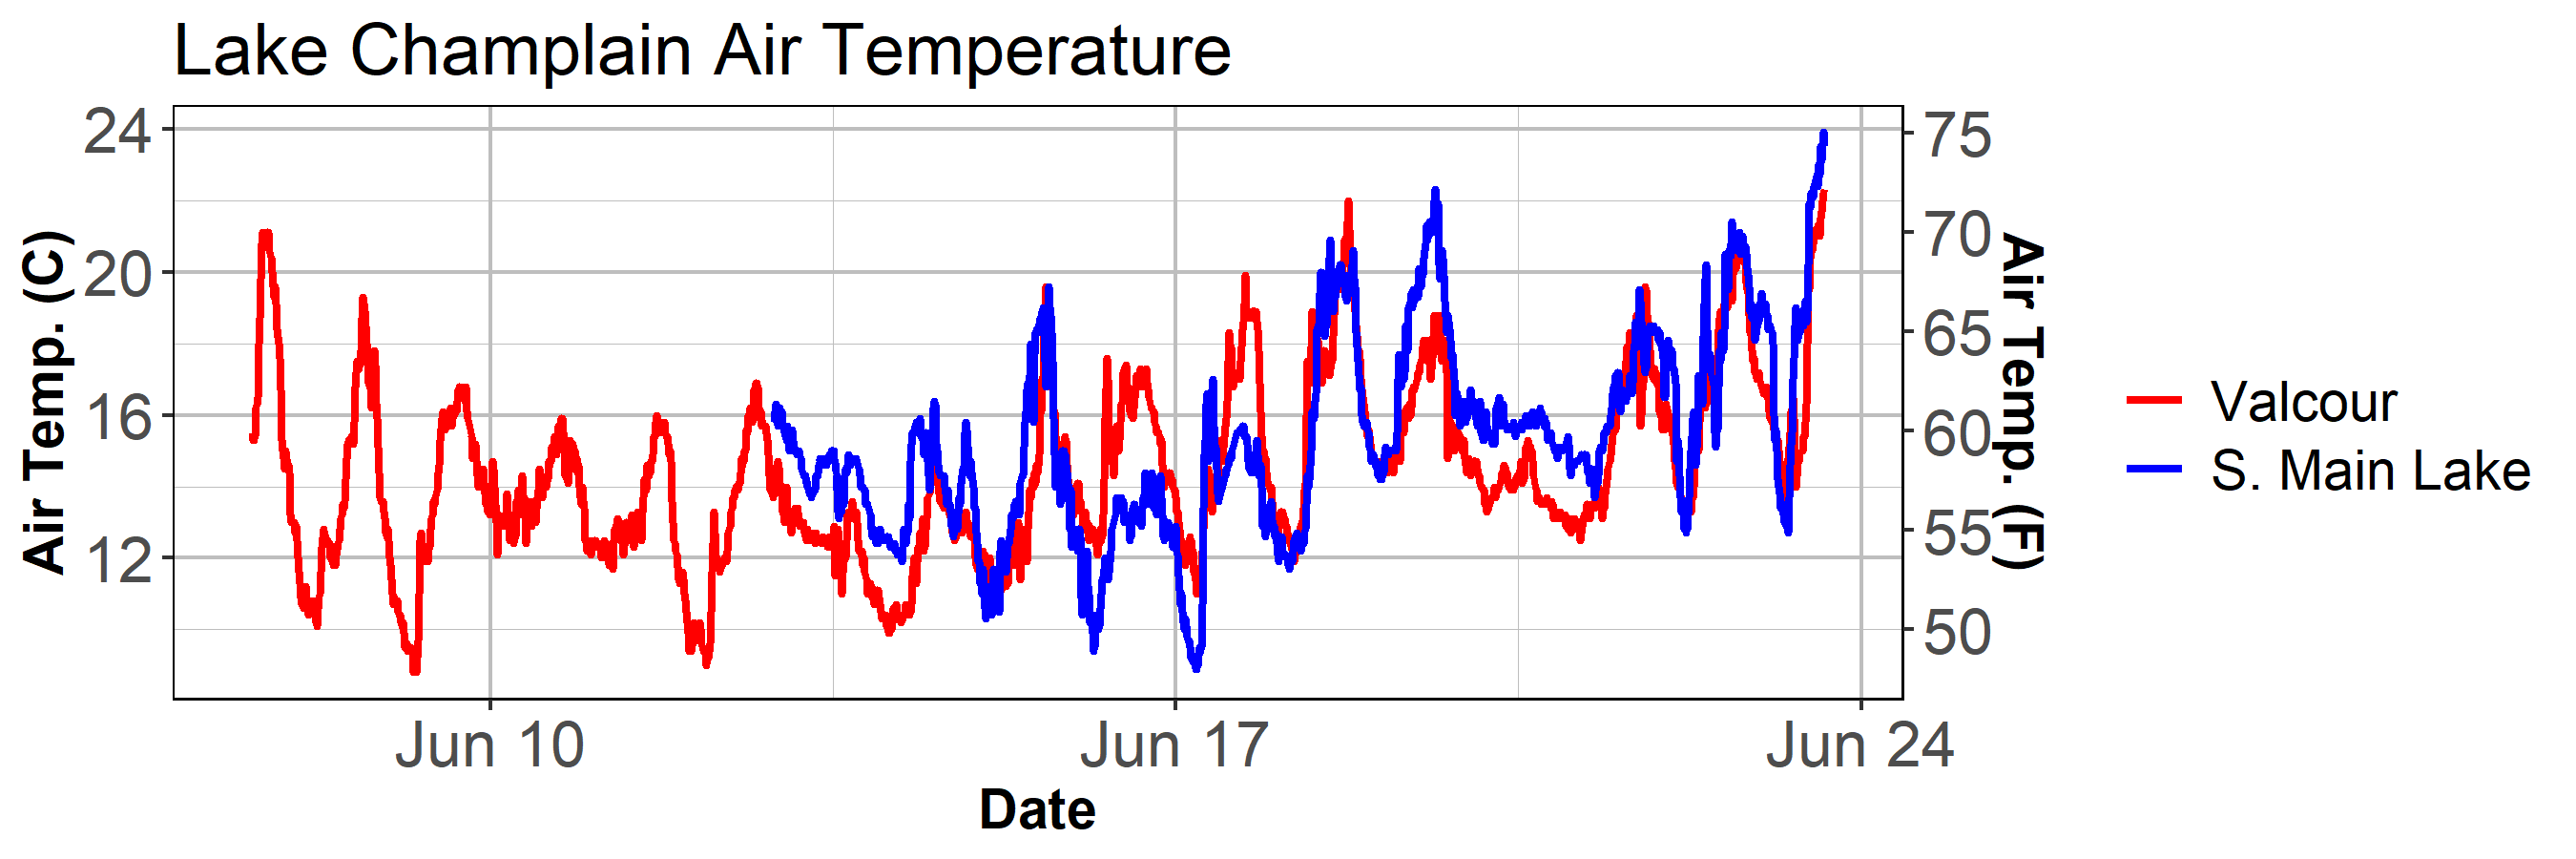 Lake Champlain Air Temperature
Air Temp. (C)
24
20
16
12
75
70
65
60
55
50
Air Temp. (F)
Jun 10
Jun 17
Jun 24
Date
Valcour
S. Main Lake